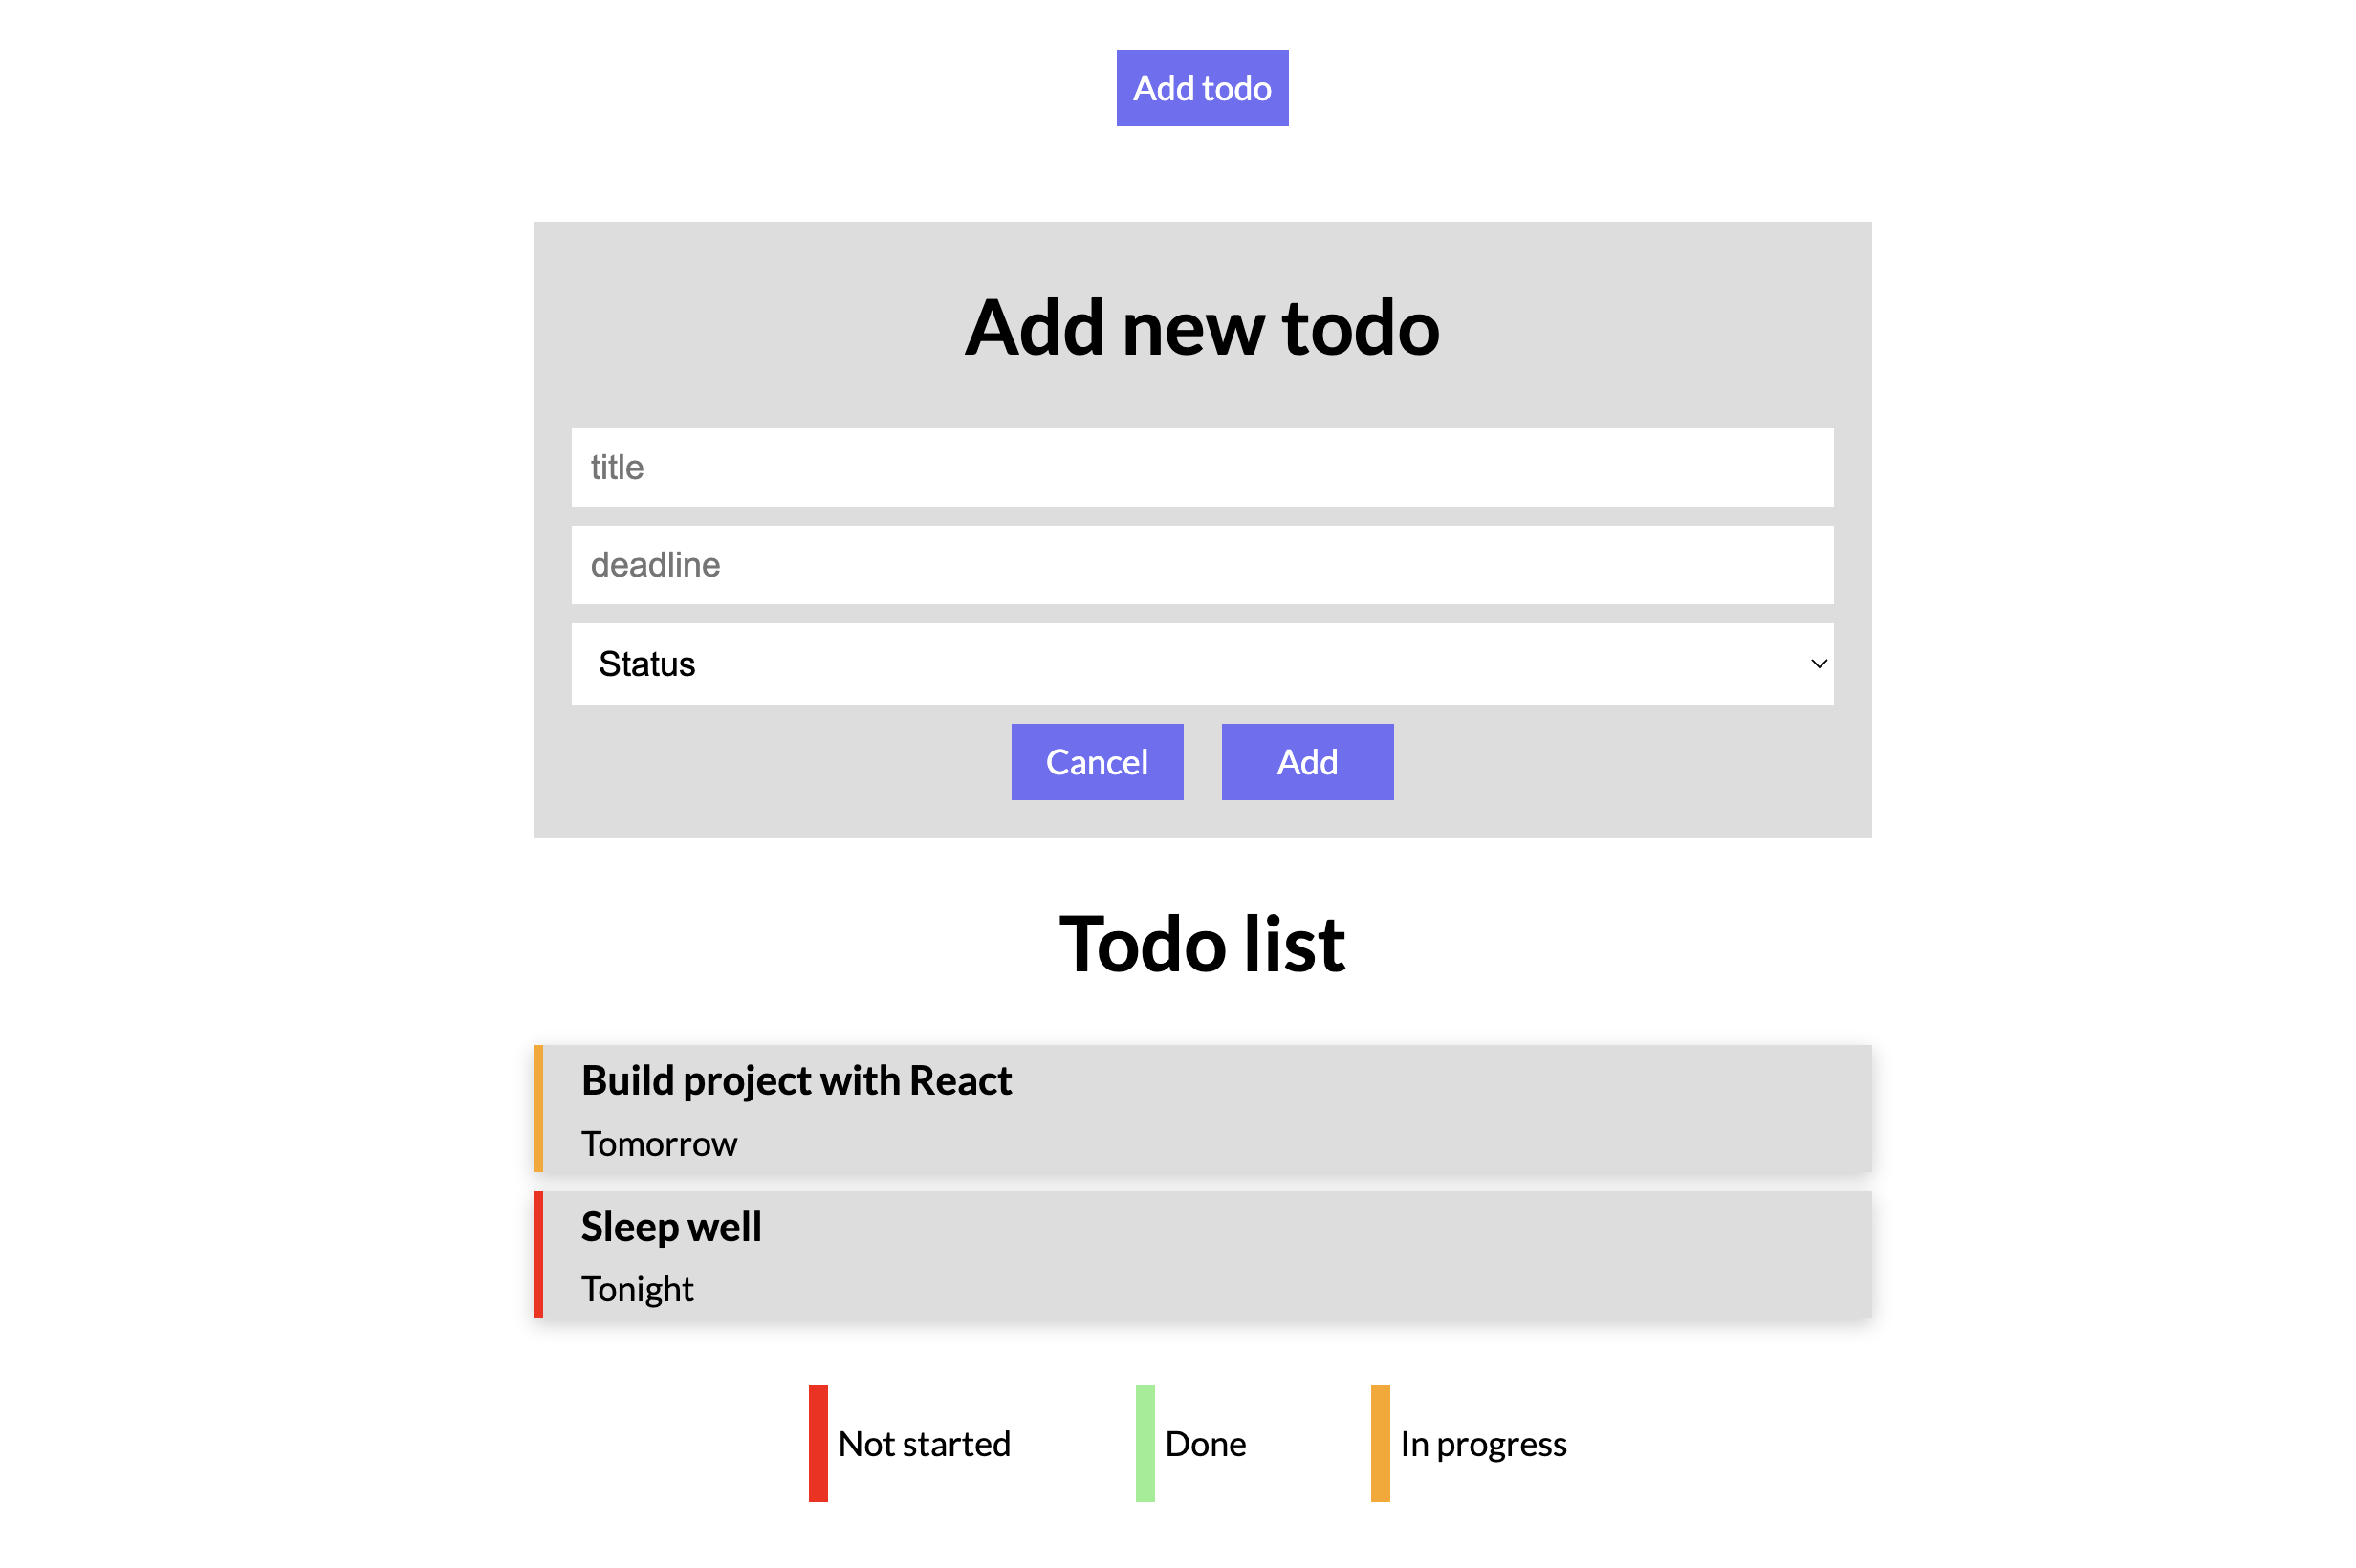 Add todo
Add new todo
title
deadline
Status
Cancel Add
Todo list
Build project with React
Tomorrow
Sleep well
Tonight
Not started Done In progress